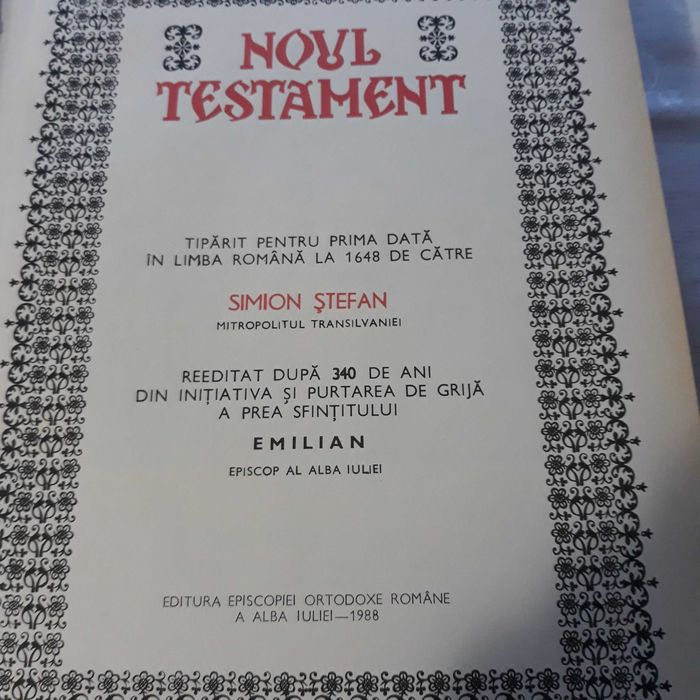 NOUL
TESTAMENT
TIPĂRIT PENTRU PRIMA DATĂ
ÎN LIMBA ROMÂNĂ LA 1648 DE CĂTRE
SIMION ŞTEFAN
MITROPOLITUL TRANSILVANIEI
REEDITAT DUPĂ 340 DE ANI
DIN INIŢIATIVA ŞI PURTAREA DE GRIJĂ
A PREA SFINŢITULUI
EMILIAN
EPISCOP AL ALBA IULIEI
EDITURA EPISCOPIEI ORTODOXE ROMÂNE
A ALBA IULIEI—1988